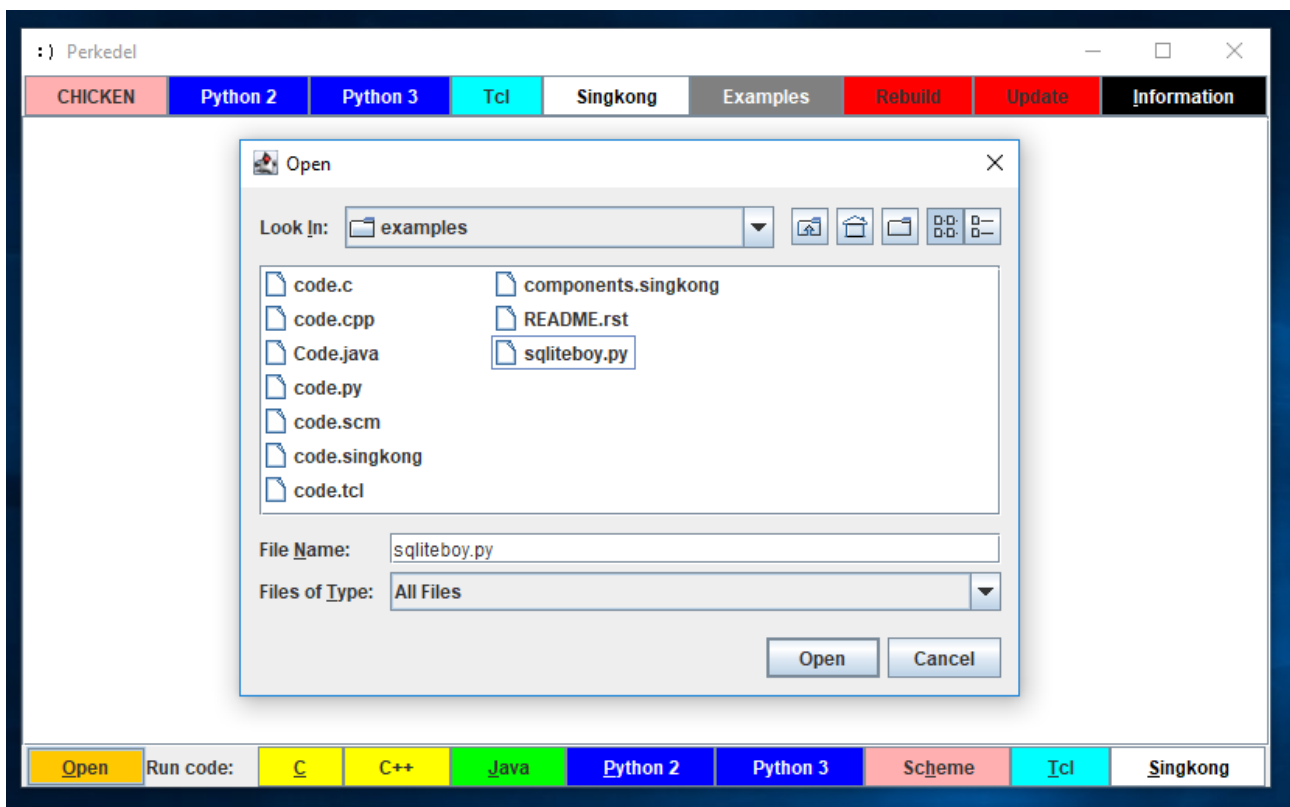 :) Perkedel
CHICKEN Python 2 Python 3 Tcl Singkong Examples Rebuild Update Information
Open
Look In: examples
code.c components.singkong
code.cpp README.rst
Code.java sqliteboy.py
code.py
code.scm
code.singkong
code.tcl
File Name: sqliteboy.py
Files of Type: All Files
Open Cancel
Open Run code: C C++ Java Python 2 Python 3 Scheme Tcl Singkong